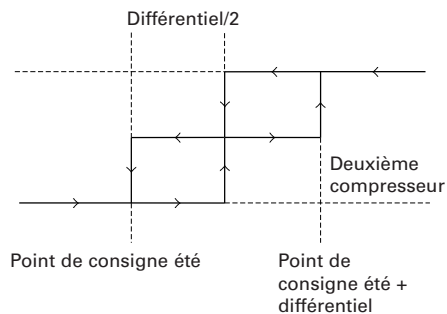 Différentiel/2
Deuxième
compresseur
Point de consigne été
Point de
consigne été +
différentiel